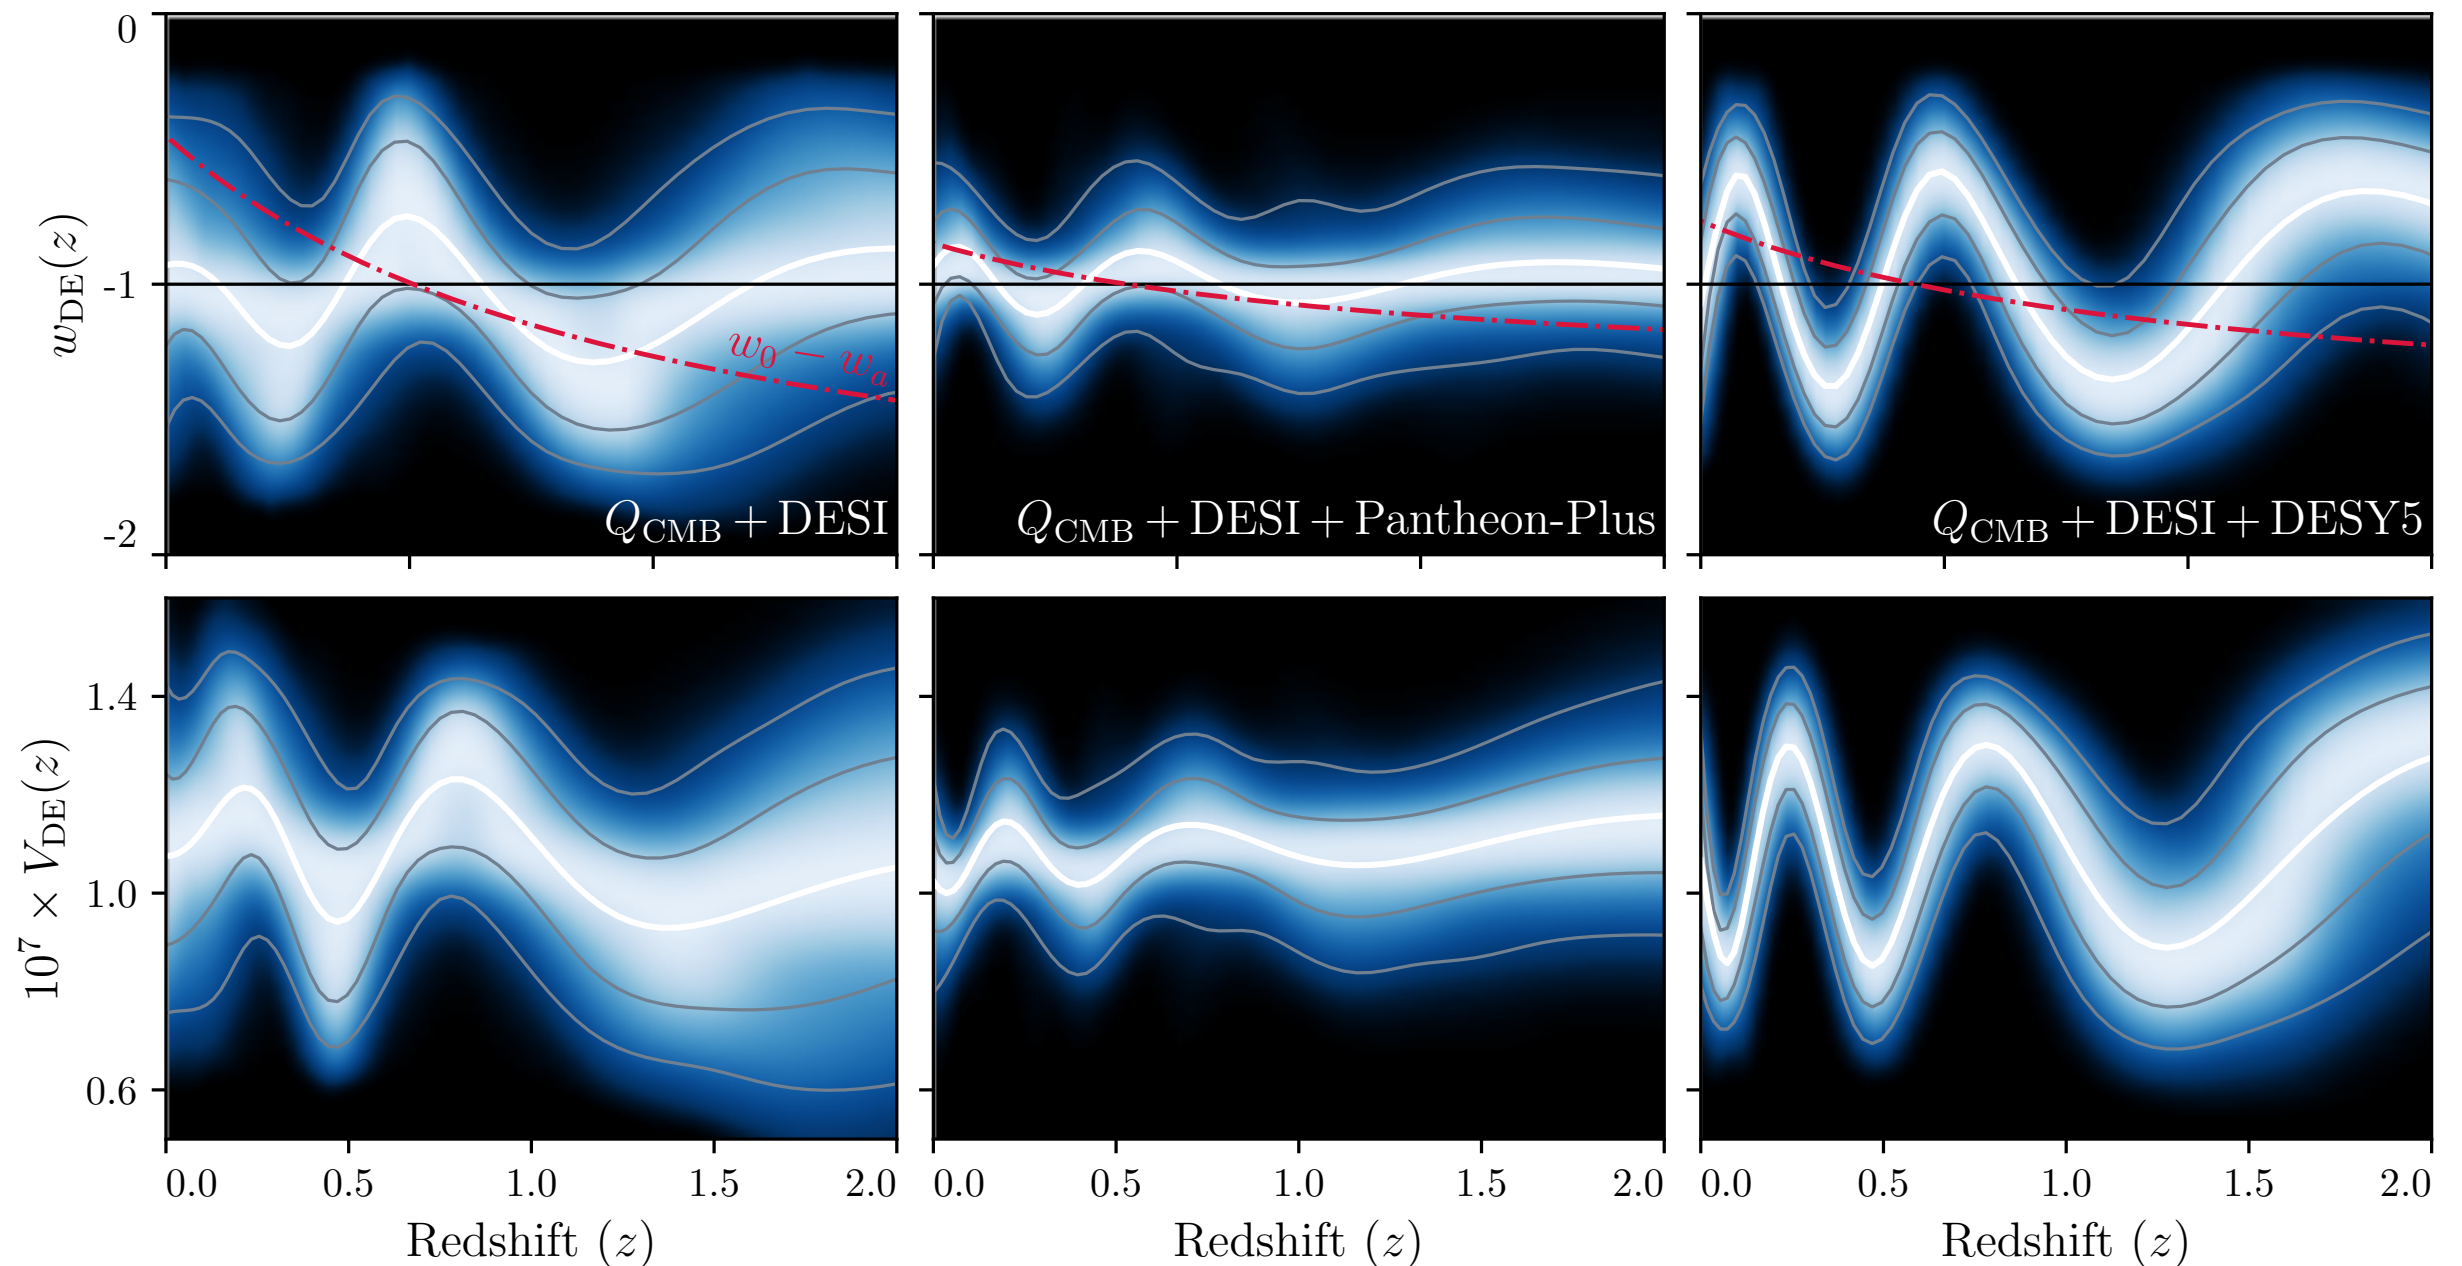 0
-1
-2
w_DE(z)
w_0 − w_a
Q_CMB + DESI
Q_CMB + DESI + Pantheon-Plus
Q_CMB + DESI + DESY5
1.4
1.0
0.6
10^7 × V_DE(z)
0.0 0.5 1.0 1.5 2.0
0.0 0.5 1.0 1.5 2.0
0.0 0.5 1.0 1.5 2.0
Redshift (z)
Redshift (z)
Redshift (z)